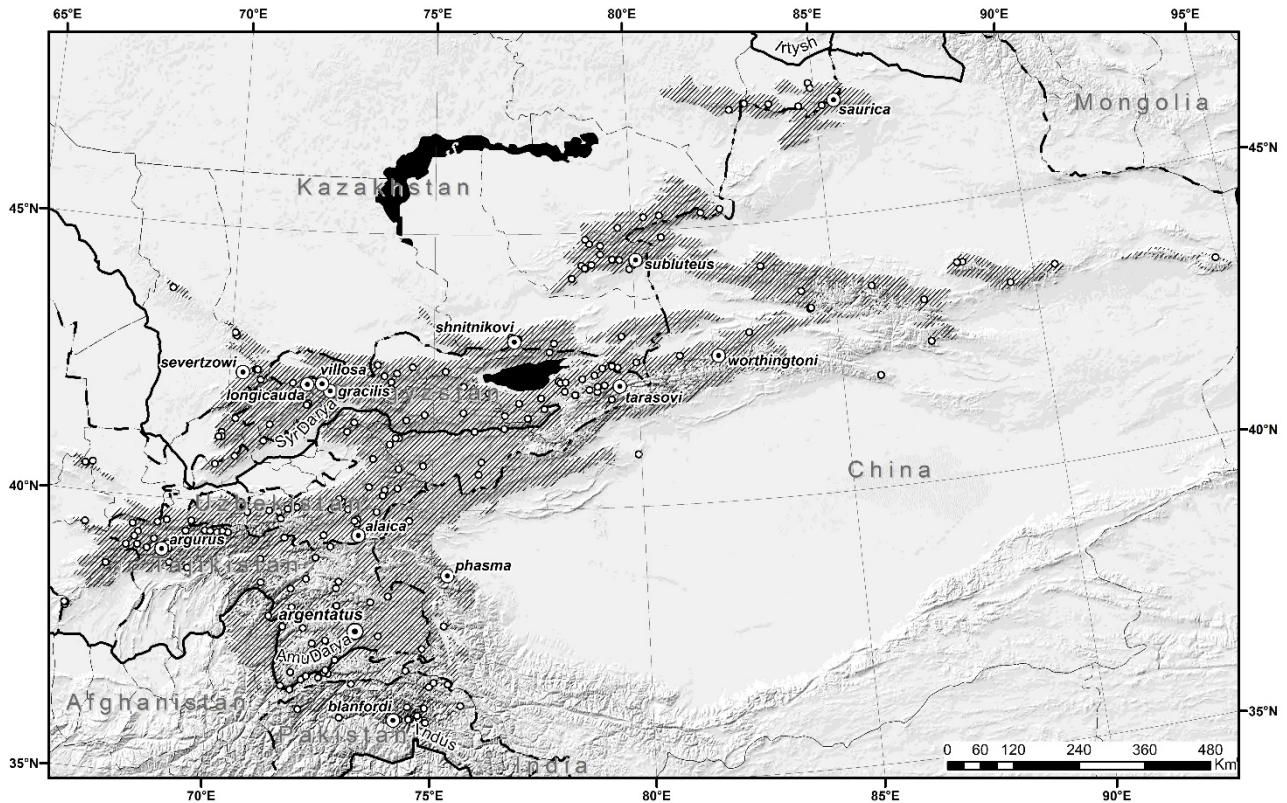 65°E 70°E 75°E 80°E 85°E 90°E 95°E
Irtysh
Mongolia
saurica
45°N
Kazakhstan
45°N
subluteus
shnitnikovi
severtzowi
villosa
worthingtoni
longicauda
gracilis
tarasovi
Syr Darya
40°N
China
40°N
Uzbekistan
alaica
argurus
Tajikistan
phasma
argentatus
Amu Darya
Afghanistan
blanfordi
35°N
Indus
Pakistan
0 60 120 240 360 480
Km
35°N
India
70°E 75°E 80°E 85°E 90°E